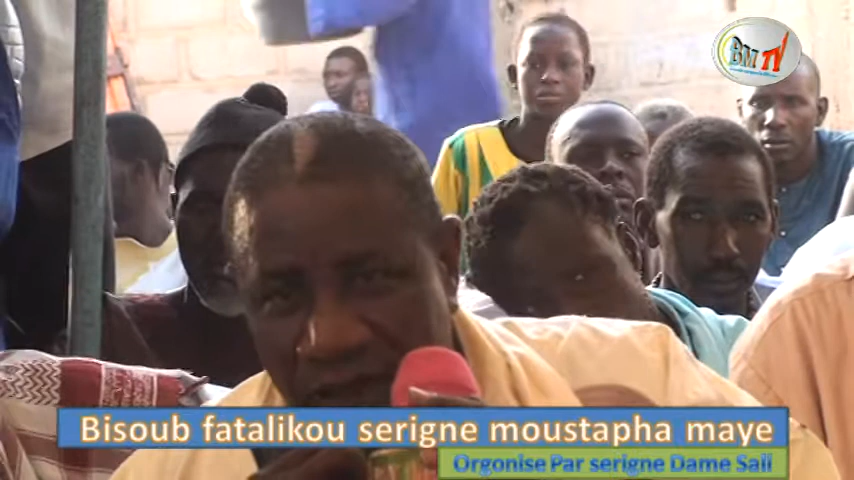 BM TV
Bisoub fatalikou serigne moustapha maye
Orgonise Par serigne Dame Sall